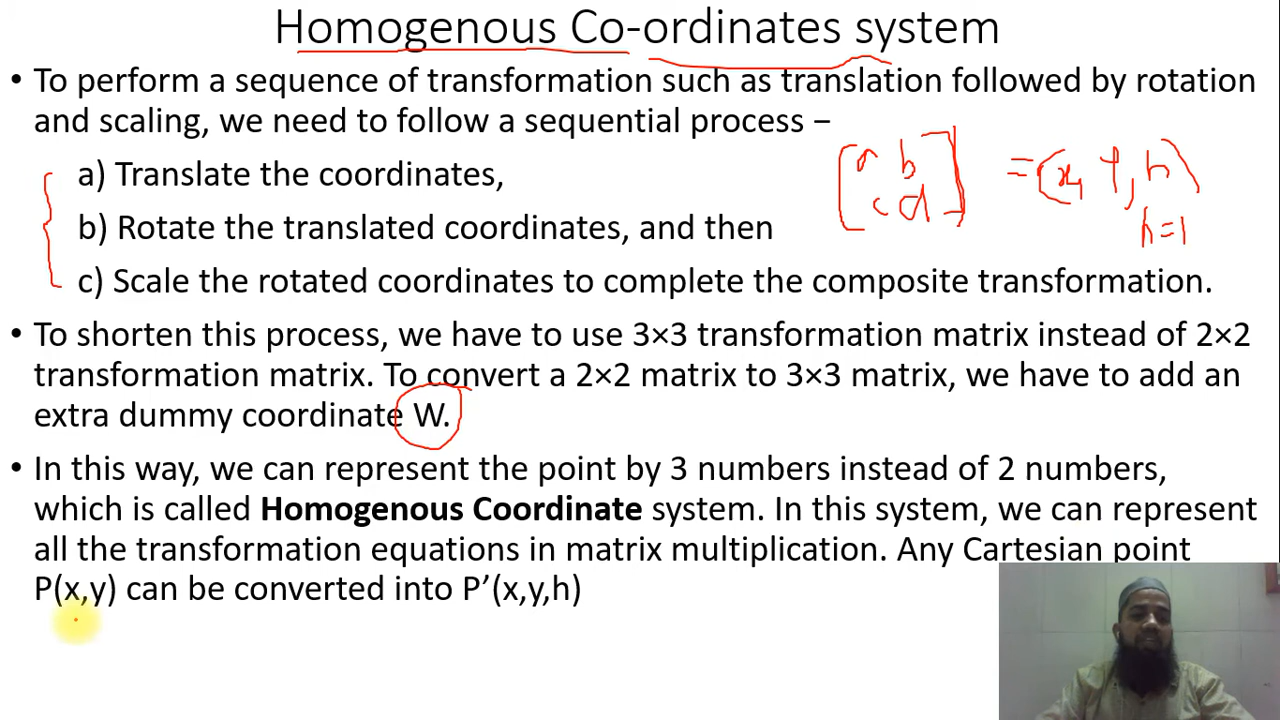 Homogenous Co-ordinates system
• To perform a sequence of transformation such as translation followed by rotation
and scaling, we need to follow a sequential process −
a) Translate the coordinates,
b) Rotate the translated coordinates, and then
c) Scale the rotated coordinates to complete the composite transformation.
a b
c d
= (x, y, h)
h=1
• To shorten this process, we have to use 3×3 transformation matrix instead of 2×2
transformation matrix. To convert a 2×2 matrix to 3×3 matrix, we have to add an
extra dummy coordinate W.
• In this way, we can represent the point by 3 numbers instead of 2 numbers,
which is called Homogenous Coordinate system. In this system, we can represent
all the transformation equations in matrix multiplication. Any Cartesian point
P(x,y) can be converted into P’(x,y,h)